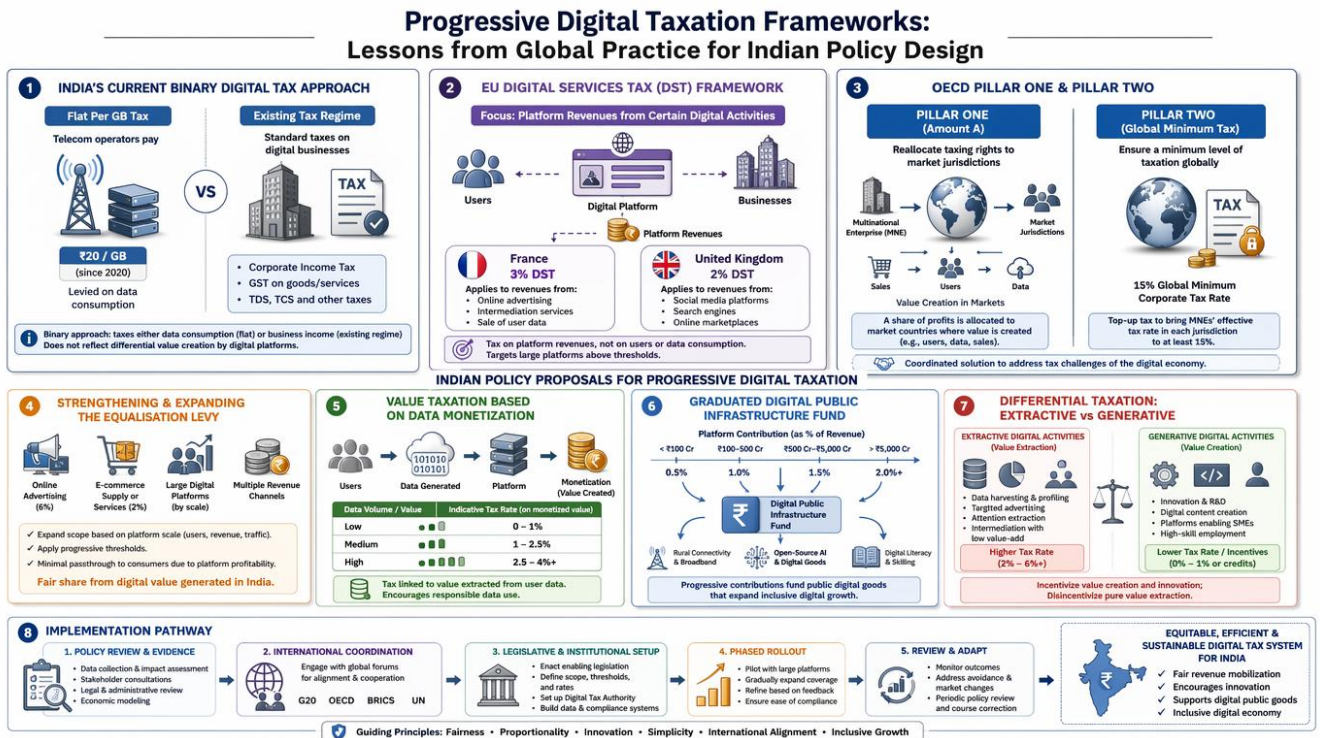 Progressive Digital Taxation Frameworks:
Lessons from Global Practice for Indian Policy Design
1
INDIA'S CURRENT BINARY DIGITAL TAX APPROACH
Flat Per GB Tax
Telecom operators pay
₹20 / GB
(since 2020)
Levied on data
consumption
VS
Existing Tax Regime
Standard taxes on
digital businesses
TAX
• Corporate Income Tax
• GST on goods/services
• TDS, TCS and other taxes
i
Binary approach: taxes either data consumption (flat) or business income (existing regime)
Does not reflect differential value creation by digital platforms.
2
EU DIGITAL SERVICES TAX (DST) FRAMEWORK
Focus: Platform Revenues from Certain Digital Activities
Users
Digital Platform
Businesses
Platform Revenues
France
3% DST
Applies to revenues from:
• Online advertising
• Intermediation services
• Sale of user data
United Kingdom
2% DST
Applies to revenues from:
• Social media platforms
• Search engines
• Online marketplaces
Tax on platform revenues, not on users or data consumption.
Targets large platforms above thresholds.
3
OECD PILLAR ONE & PILLAR TWO
PILLAR ONE
(Amount A)
Reallocate taxing rights to
market jurisdictions
Multinational
Enterprise (MNE)
Market
Jurisdictions
Sales
Users
Data
Value Creation in Markets
A share of profits is allocated to
market countries where value is created
(e.g., users, data, sales).
PILLAR TWO
(Global Minimum Tax)
Ensure a minimum level of
taxation globally
TAX
15% Global Minimum
Corporate Tax Rate
Top-up tax to bring MNEs' effective
tax rate in each jurisdiction
to at least 15%.
Coordinated solution to address tax challenges of the digital economy.
INDIAN POLICY PROPOSALS FOR PROGRESSIVE DIGITAL TAXATION
4
STRENGTHENING & EXPANDING
THE EQUALISATION LEVY
Online
Advertising
(6%)
E-commerce
Supply or
Services (2%)
Large Digital
Platforms
(by scale)
Multiple Revenue
Channels
✓ Expand scope based on platform scale (users, revenue, traffic).
✓ Apply progressive thresholds.
✓ Minimal passthrough to consumers due to platform profitability.
Fair share from digital value generated in India.
5
VALUE TAXATION BASED
ON DATA MONETIZATION
Users
010101
010101
Data Generated
Platform
Monetization
(Value Created)
Data Volume / Value
Indicative Tax Rate (on monetized value)
Low
0 – 1%
Medium
1 – 2.5%
High
2.5 – 4%+
Tax linked to value extracted from user data.
Encourages responsible data use.
6
GRADUATED DIGITAL PUBLIC
INFRASTRUCTURE FUND
Platform Contribution (as % of Revenue)
< ₹100 Cr
₹100–500 Cr
₹500 Cr–₹5,000 Cr
> ₹5,000 Cr
0.5%
1.0%
1.5%
2.0%+
₹
Digital Public
Infrastructure
Fund
Rural Connectivity
& Broadband
Open-Source AI
& Digital Goods
Digital Literacy
& Skilling
Progressive contributions fund public digital goods
that expand inclusive digital growth.
7
DIFFERENTIAL TAXATION:
EXTRACTIVE vs GENERATIVE
EXTRACTIVE DIGITAL ACTIVITIES
(Value Extraction)
• Data harvesting & profiling
• Targtted advertising
• Attention extraction
• Intermediation with
low value-add
Higher Tax Rate
(2% – 6%+)
GENERATIVE DIGITAL ACTIVITIES
(Value Creation)
</>
• Innovation & R&D
• Digital content creation
• Platforms enabling SMEs
• High-skill employment
Lower Tax Rate / Incentives
(0% – 1% or credits)
Incentivize value creation and innovation;
Disincentivize pure value extraction.
8
IMPLEMENTATION PATHWAY
1. POLICY REVIEW & EVIDENCE
• Data collection & impact assessment
• Stakeholder consultations
• Legal & administrative review
• Economic modeling
2. INTERNATIONAL COORDINATION
Engage with global forums
for alignment & cooperation
G20 OECD BRICS UN
3. LEGISLATIVE & INSTITUTIONAL SETUP
• Enact enabling legislation
• Define scope, thresholds,
and rates
• Set up Digital Tax Authority
• Build data & compliance systems
4. PHASED ROLLOUT
• Pilot with large platforms
• Gradually expand coverage
• Refine based on feedback
• Ensure ease of compliance
5. REVIEW & ADAPT
• Monitor outcomes
• Address avoidance &
market changes
• Periodic policy review
and course correction
₹
EQUITABLE, EFFICIENT &
SUSTAINABLE DIGITAL TAX SYSTEM
FOR INDIA
✓ Fair revenue mobilization
✓ Encourages innovation
✓ Supports digital public goods
✓ Inclusive digital economy
Guiding Principles: Fairness • Proportionality • Innovation • Simplicity • International Alignment • Inclusive Growth